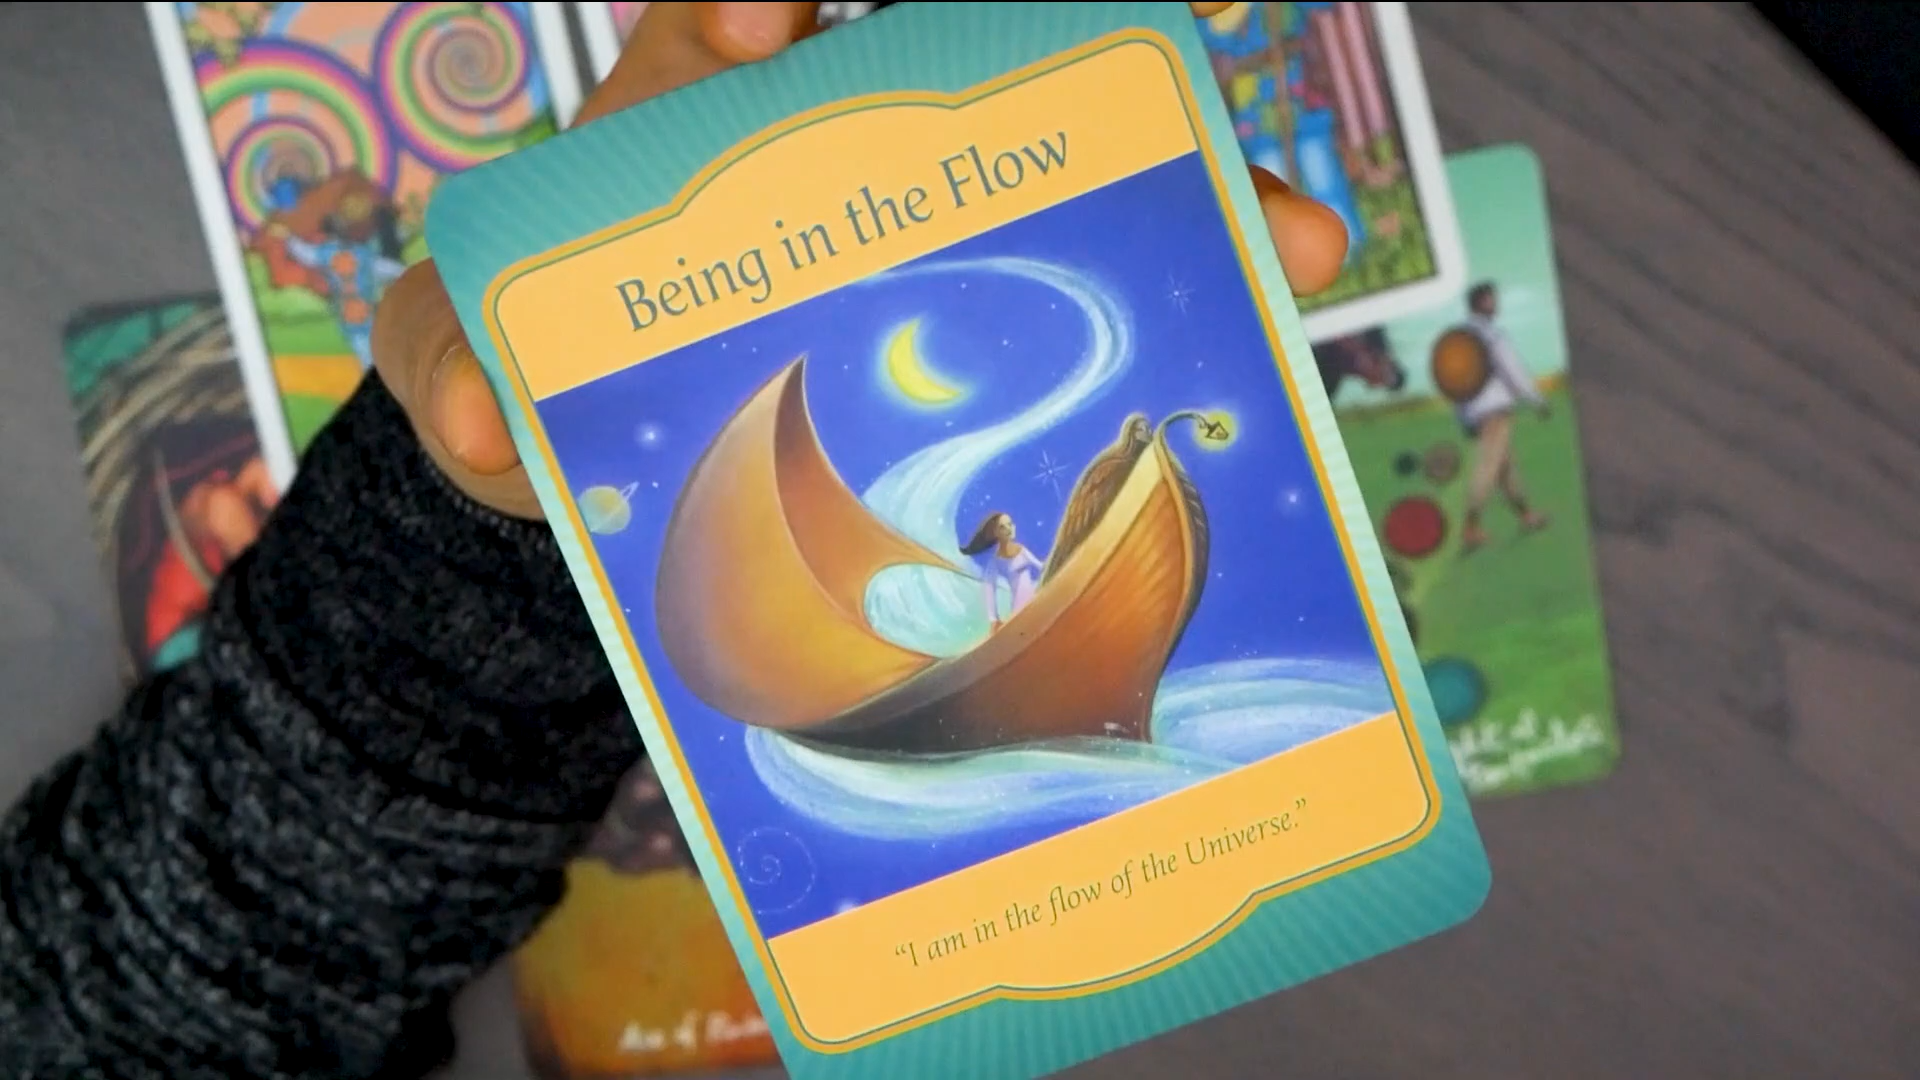 Being in the Flow
“I am in the flow of the Universe.”